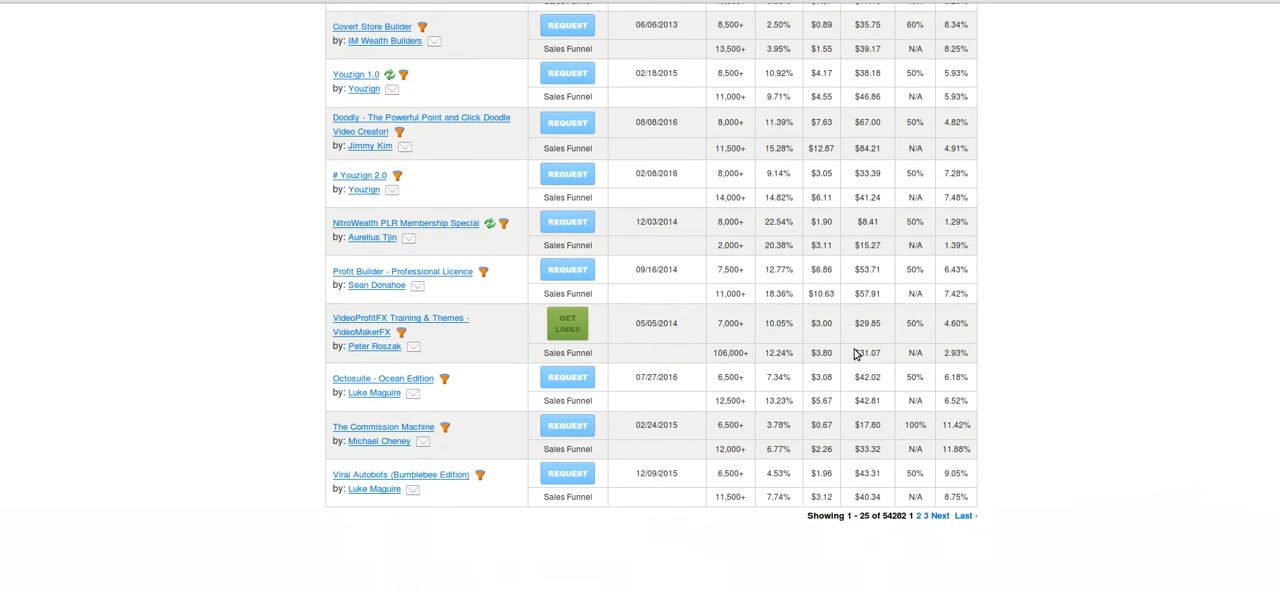 Covert Store Builder REQUEST 06/06/2013 8,500+ 2.50% $0.89 $35.75 60% 8.34%
by: IM Wealth Builders
Sales Funnel 13,500+ 3.95% $1.55 $39.17 N/A 8.25%
Youzign 1.0 REQUEST 02/18/2015 8,500+ 10.92% $4.17 $38.18 50% 5.93%
by: Youzign
Sales Funnel 11,000+ 9.71% $4.55 $46.86 N/A 5.93%
Doodly - The Powerful Point and Click Doodle
Video Creator! REQUEST 08/08/2016 8,000+ 11.39% $7.63 $67.00 50% 4.82%
by: Jimmy Kim
Sales Funnel 11,500+ 15.28% $12.87 $84.21 N/A 4.91%
# Youzign 2.0 REQUEST 02/08/2016 8,000+ 9.14% $3.05 $33.39 50% 7.28%
by: Youzign
Sales Funnel 14,000+ 14.82% $6.11 $41.24 N/A 7.48%
NitroWealth PLR Membership Special REQUEST 12/03/2014 8,000+ 22.54% $1.90 $8.41 50% 1.29%
by: Aurelius Tjin
Sales Funnel 2,000+ 20.38% $3.11 $15.27 N/A 1.39%
Profit Builder - Professional Licence REQUEST 09/16/2014 7,500+ 12.77% $6.86 $53.71 50% 6.43%
by: Sean Donahoe
Sales Funnel 11,000+ 18.36% $10.63 $57.91 N/A 7.42%
VideoProfitFX Training & Themes -
VideoMakerFX GET LINKS 05/05/2014 7,000+ 10.05% $3.00 $29.85 50% 4.60%
by: Peter Roszak
Sales Funnel 106,000+ 12.24% $3.80 31.07 N/A 2.93%
Octosuite - Ocean Edition REQUEST 07/27/2016 6,500+ 7.34% $3.08 $42.02 50% 6.18%
by: Luke Maguire
Sales Funnel 12,500+ 13.23% $5.67 $42.81 N/A 6.52%
The Commission Machine REQUEST 02/24/2015 6,500+ 3.78% $0.67 $17.80 100% 11.42%
by: Michael Cheney
Sales Funnel 12,000+ 6.77% $2.26 $33.32 N/A 11.88%
Viral Autobots (Bumblebee Edition) REQUEST 12/09/2015 6,500+ 4.53% $1.96 $43.31 50% 9.05%
by: Luke Maguire
Sales Funnel 11,500+ 7.74% $3.12 $40.34 N/A 8.75%
Showing 1 - 25 of 54282 1 2 3 Next Last ›